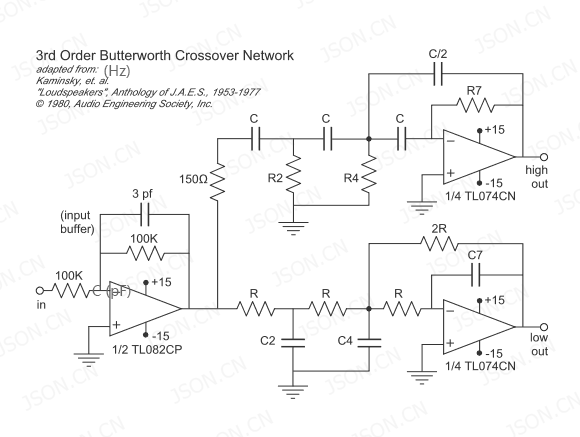 3rd Order Butterworth Crossover Network
adapted from: (Hz)
Kaminsky, et. al.
"Loudspeakers", Anthology of J.A.E.S., 1953-1977
© 1980, Audio Engineering Society, Inc.
C/2
R7
C
C
C
+15
150Ω
R2
R4
high
out
-15
1/4 TL074CN
3 pf
(input
buffer)
100K
2R
C7
100K
+15
C (pF)
in
R
R
R
+15
-15
1/2 TL082CP
C2
C4
low
out
-15
1/4 TL074CN
JSON.CN